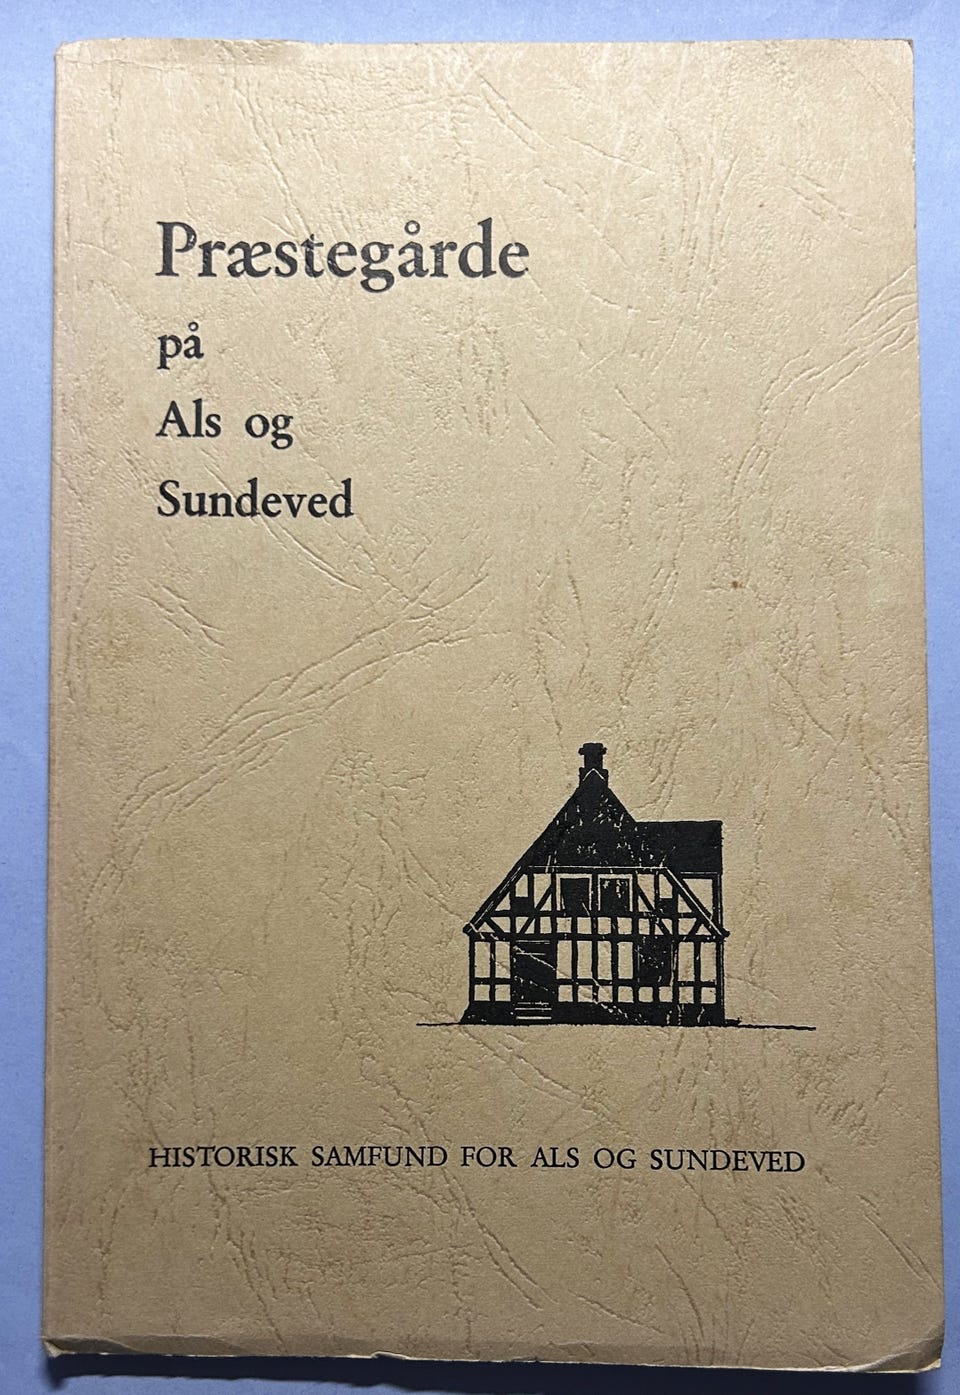 Præstegårde
på
Als og
Sundeved
HISTORISK SAMFUND FOR ALS OG SUNDEVED